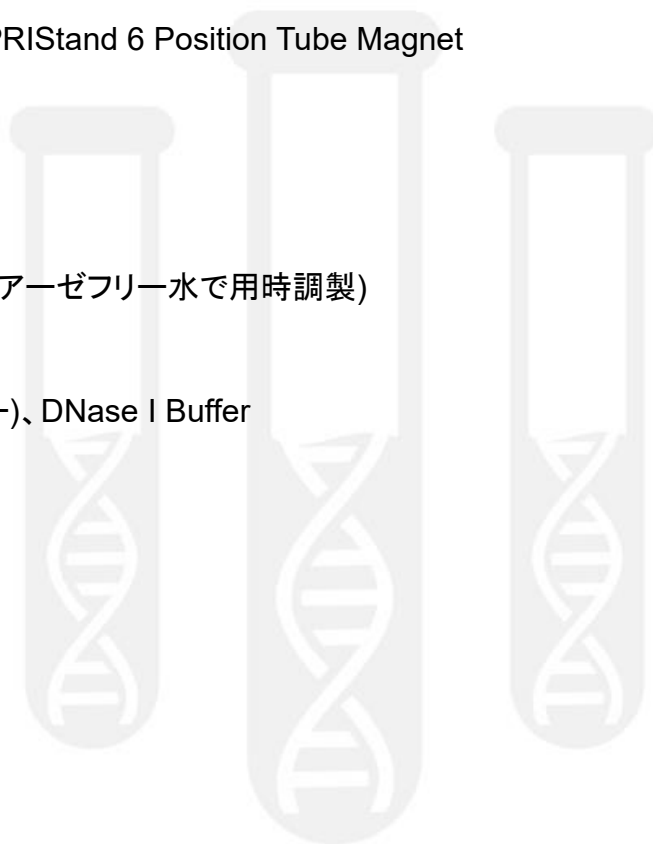 PRIStand 6 Position Tube Magnet
アーゼフリー水で用時調製)
ー)、DNase I Buffer